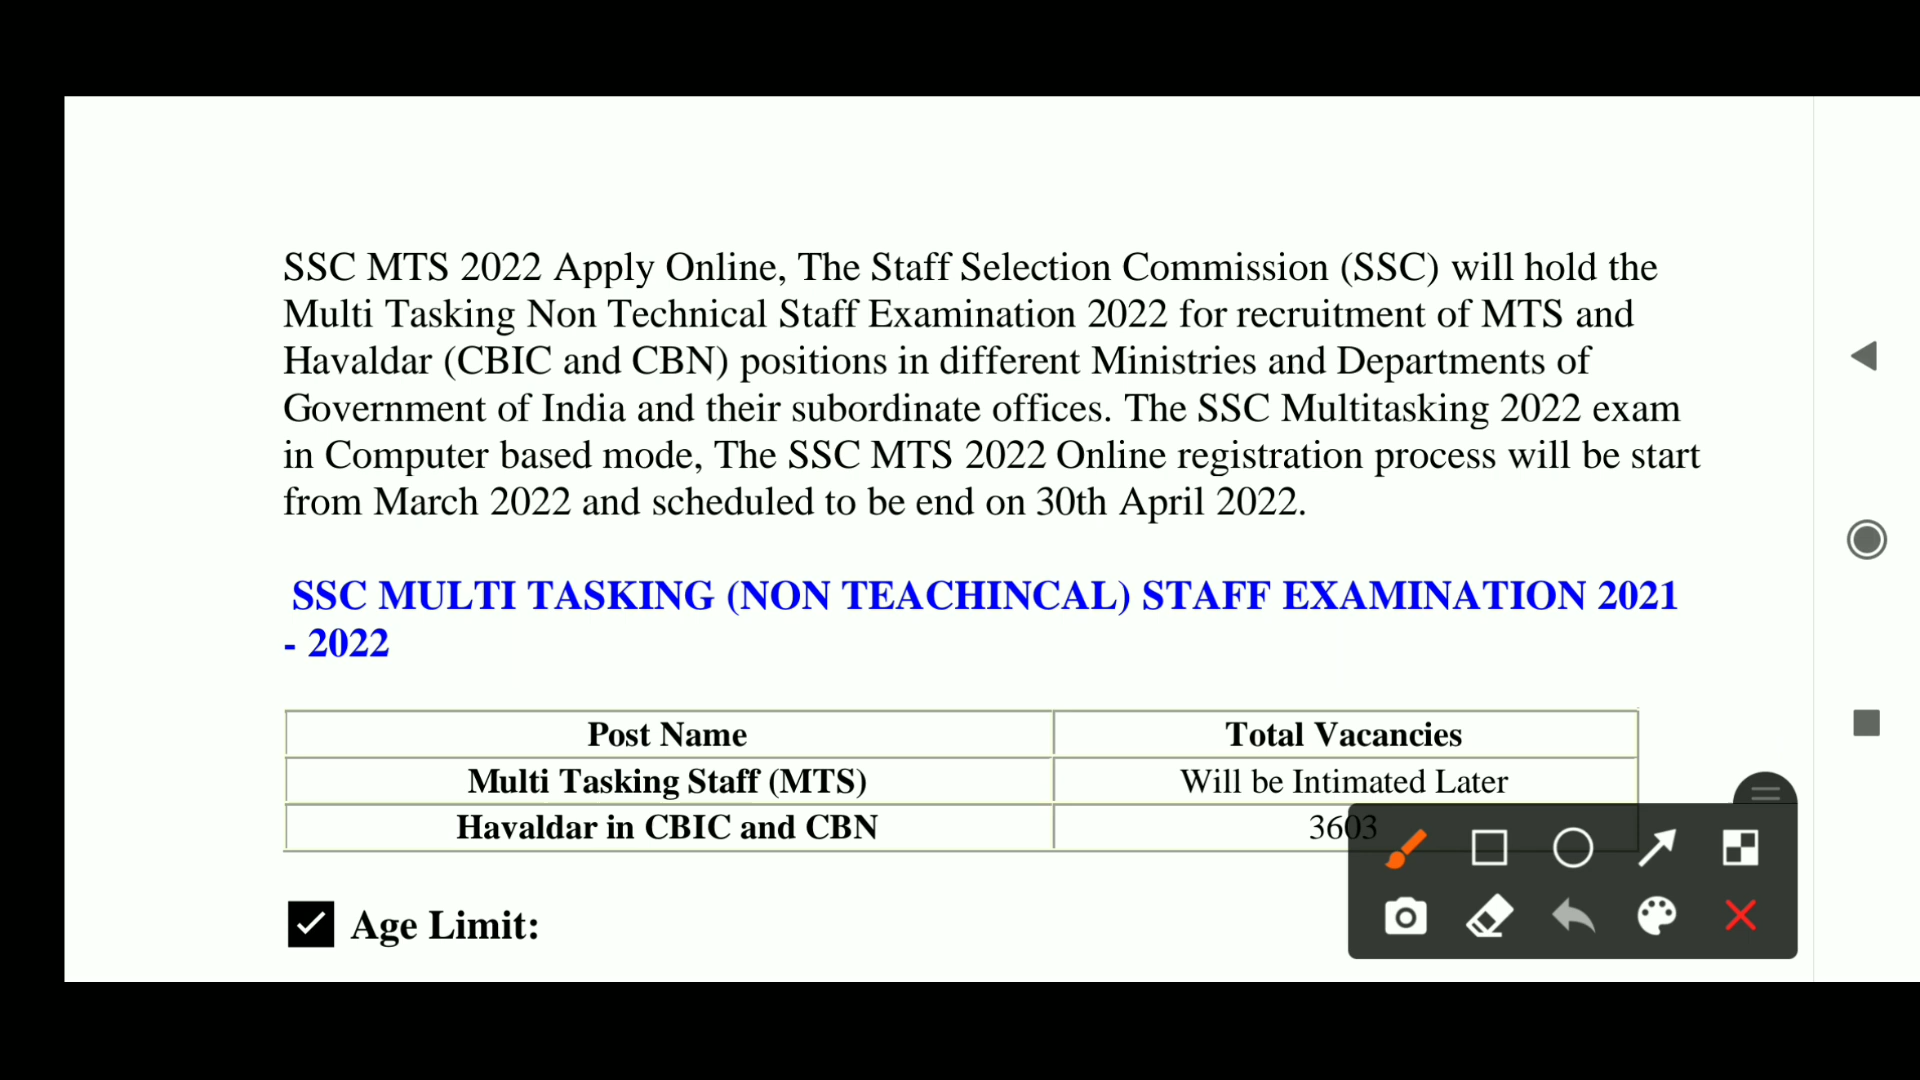 SSC MTS 2022 Apply Online, The Staff Selection Commission (SSC) will hold the
Multi Tasking Non Technical Staff Examination 2022 for recruitment of MTS and
Havaldar (CBIC and CBN) positions in different Ministries and Departments of
Government of India and their subordinate offices. The SSC Multitasking 2022 exam
in Computer based mode, The SSC MTS 2022 Online registration process will be start
from March 2022 and scheduled to be end on 30th April 2022.
SSC MULTI TASKING (NON TEACHINCAL) STAFF EXAMINATION 2021
- 2022
Post Name Total Vacancies
Multi Tasking Staff (MTS) Will be Intimated Later
Havaldar in CBIC and CBN 3603
Age Limit: